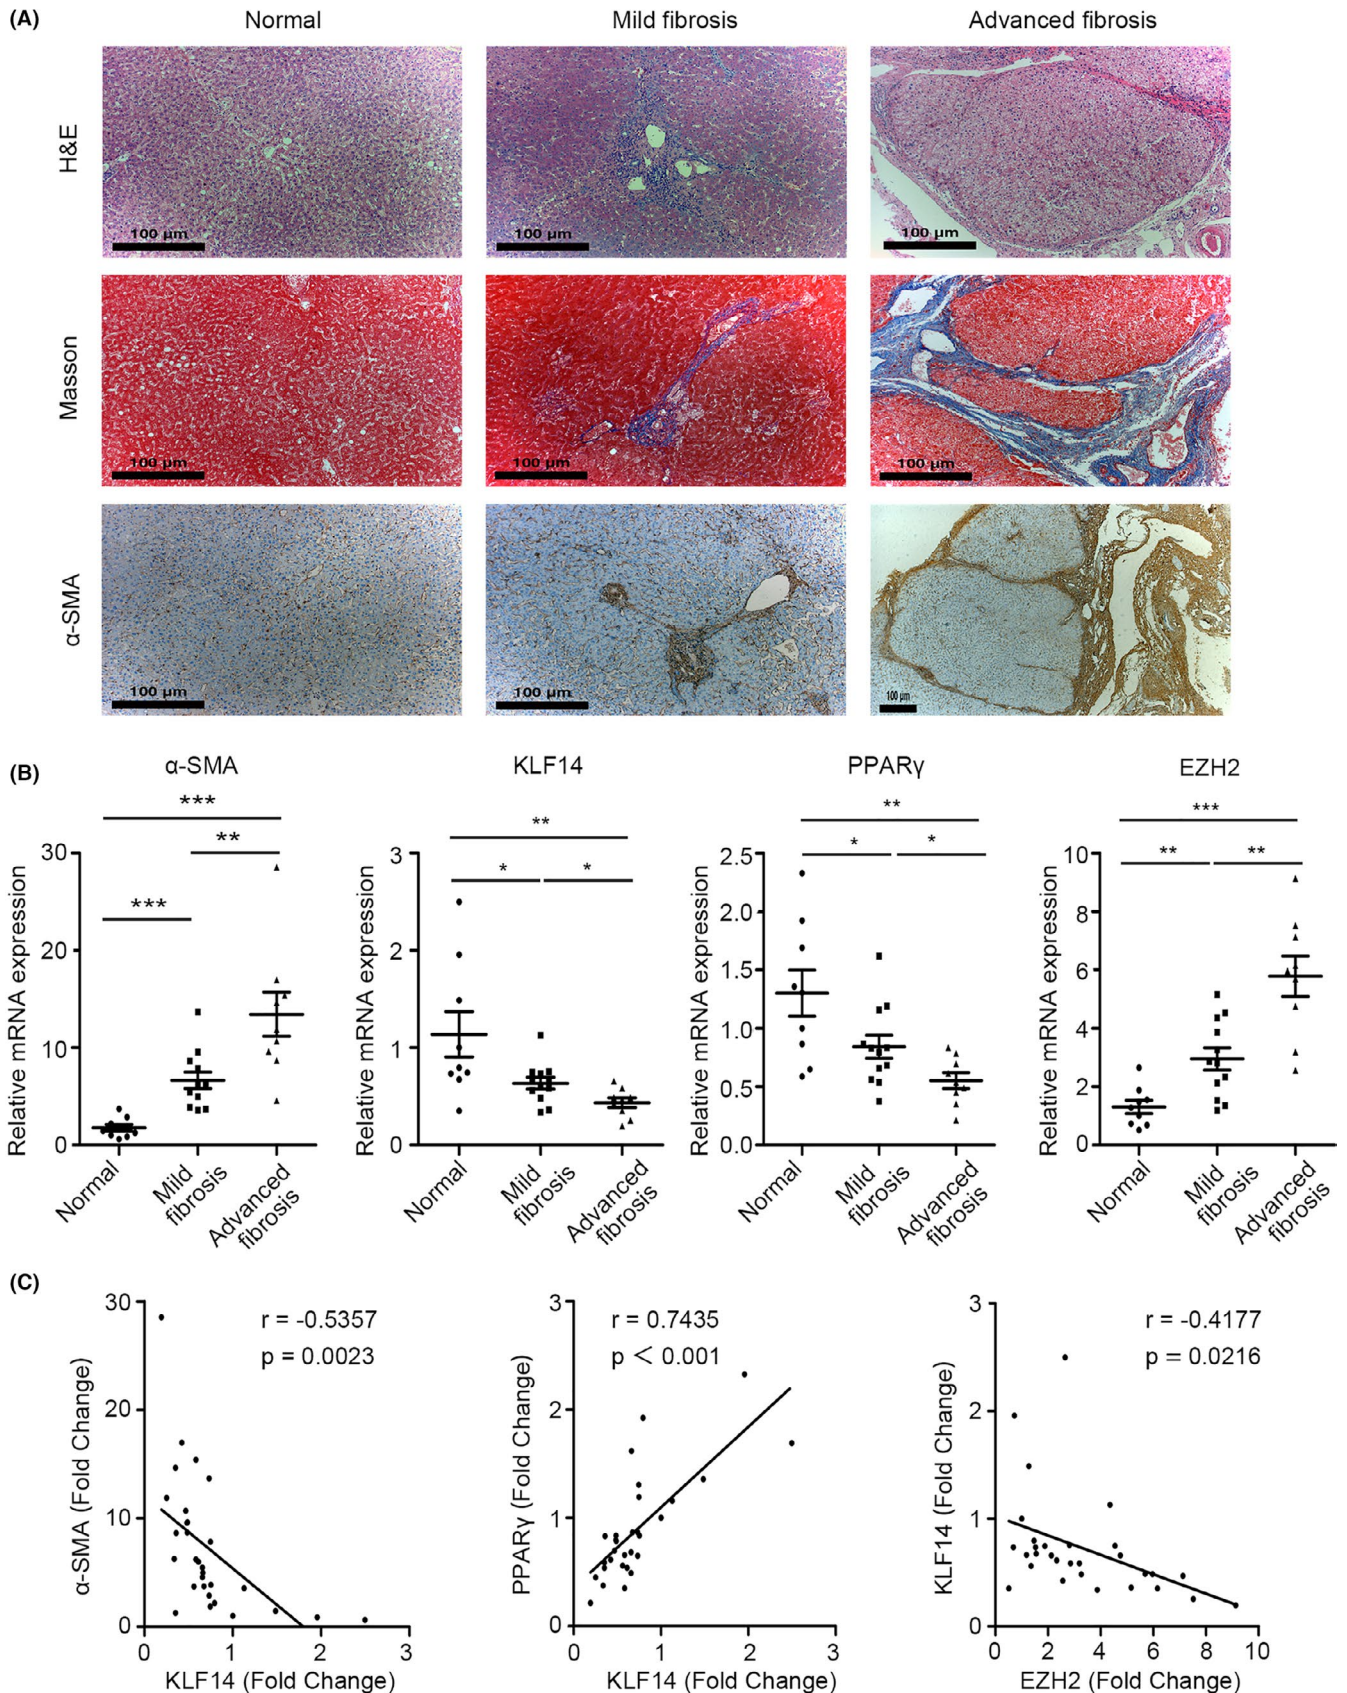 (A)
Normal Mild fibrosis Advanced fibrosis
H&E
100 µm 100 µm 100 µm
Masson
100 µm 100 µm 100 µm
α-SMA
100 µm 100 µm 100 µm
(B)
α-SMA
***
**
***
Relative mRNA expression
30
20
10
0
Normal
Mild
fibrosis
Advanced
fibrosis
KLF14
**
* *
Relative mRNA expression
3
2
1
0
Normal
Mild
fibrosis
Advanced
fibrosis
PPARγ
**
* *
Relative mRNA expression
2.5
2.0
1.5
1.0
0.5
0.0
Normal
Mild
fibrosis
Advanced
fibrosis
EZH2
***
** **
Relative mRNA expression
10
8
6
4
2
0
Normal
Mild
fibrosis
Advanced
fibrosis
(C)
r = -0.5357
p = 0.0023
α-SMA (Fold Change)
30
20
10
0
0 1 2 3
KLF14 (Fold Change)
r = 0.7435
p < 0.001
PPARγ (Fold Change)
3
2
1
0
0 1 2 3
KLF14 (Fold Change)
r = -0.4177
p = 0.0216
KLF14 (Fold Change)
3
2
1
0
0 2 4 6 8 10
EZH2 (Fold Change)